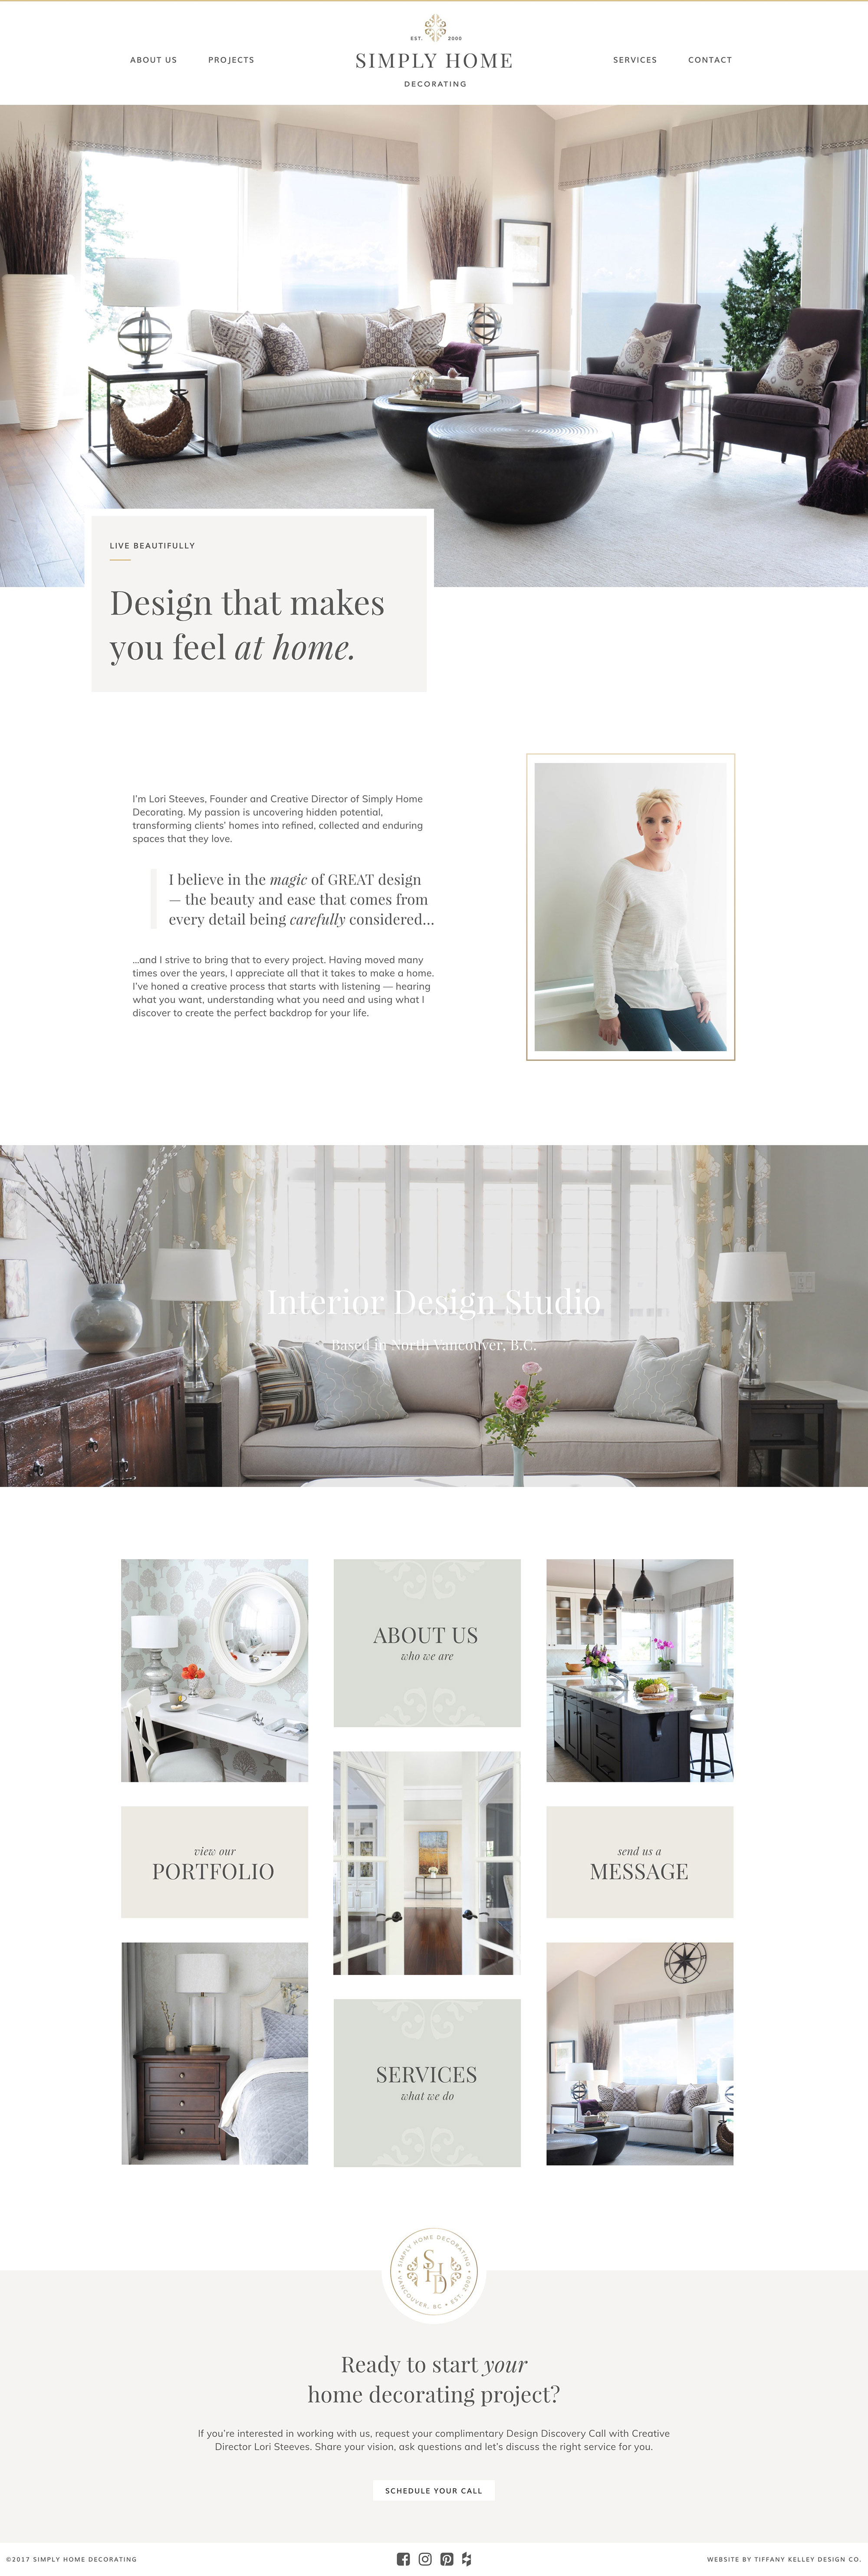 EST. 2000
ABOUT US PROJECTS SIMPLY HOME SERVICES CONTACT
DECORATING
LIVE BEAUTIFULLY
Design that makes
you feel at home.
I'm Lori Steeves, Founder and Creative Director of Simply Home
Decorating. My passion is uncovering hidden potential,
transforming clients' homes into refined, collected and enduring
spaces that they love.
I believe in the magic of GREAT design
— the beauty and ease that comes from
every detail being carefully considered...
...and I strive to bring that to every project. Having moved many
times over the years, I appreciate all that it takes to make a home.
I've honed a creative process that starts with listening — hearing
what you want, understanding what you need and using what I
discover to create the perfect backdrop for your life.
Interior Design Studio
Based in North Vancouver, B.C.
ABOUT US
who we are
view our
PORTFOLIO
send us a
MESSAGE
SERVICES
what we do
SIMPLY HOME DECORATING
SHD
VANCOUVER, BC • EST. 2000
Ready to start your
home decorating project?
If you're interested in working with us, request your complimentary Design Discovery Call with Creative
Director Lori Steeves. Share your vision, ask questions and let's discuss the right service for you.
SCHEDULE YOUR CALL
©2017 SIMPLY HOME DECORATING
WEBSITE BY TIFFANY KELLEY DESIGN CO.